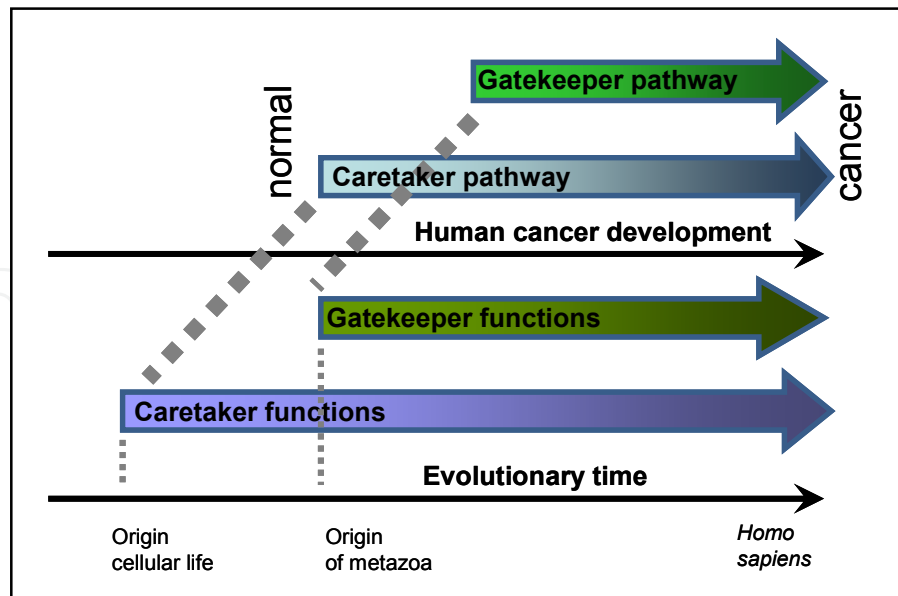 Gatekeeper pathway
normal
cancer
Caretaker pathway
Human cancer development
Gatekeeper functions
Caretaker functions
Evolutionary time
Origin
cellular life
Origin
of metazoa
Homo
sapiens